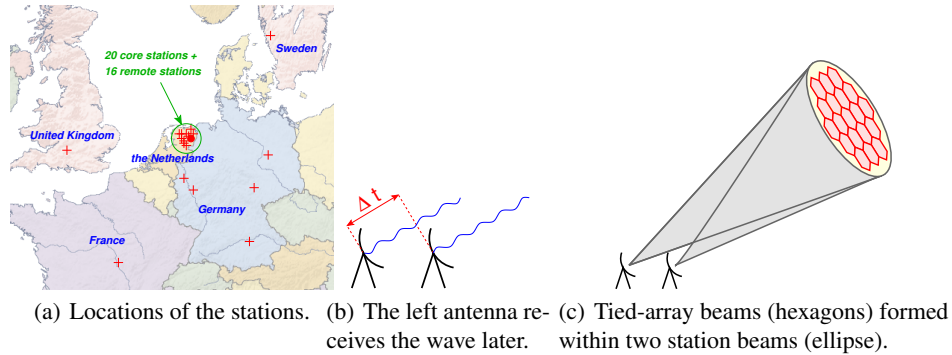 Sweden
20 core stations +
16 remote stations
United Kingdom
the Netherlands
Germany
France
Δ t
(a) Locations of the stations.
(b) The left antenna re-
ceives the wave later.
(c) Tied-array beams (hexagons) formed
within two station beams (ellipse).